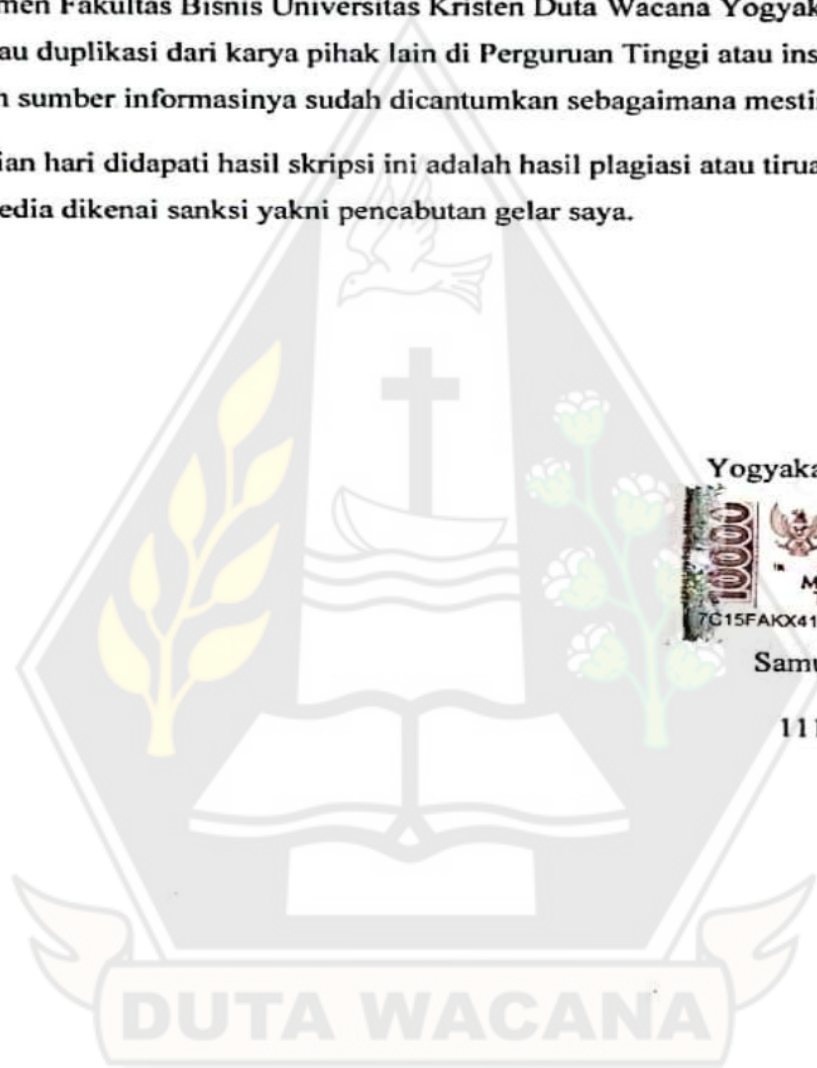 men Fakultas Bisnis Universitas Kristen Duta Wacana Yogyak
au duplikasi dari karya pihak lain di Perguruan Tinggi atau ins
n sumber informasinya sudah dicantumkan sebagaimana mesti
ian hari didapati hasil skripsi ini adalah hasil plagiasi atau tirua
edia dikenai sanksi yakni pencabutan gelar saya.
Yogyaka
10000
7C15FAKX41
Samu
111
DUTA WACANA